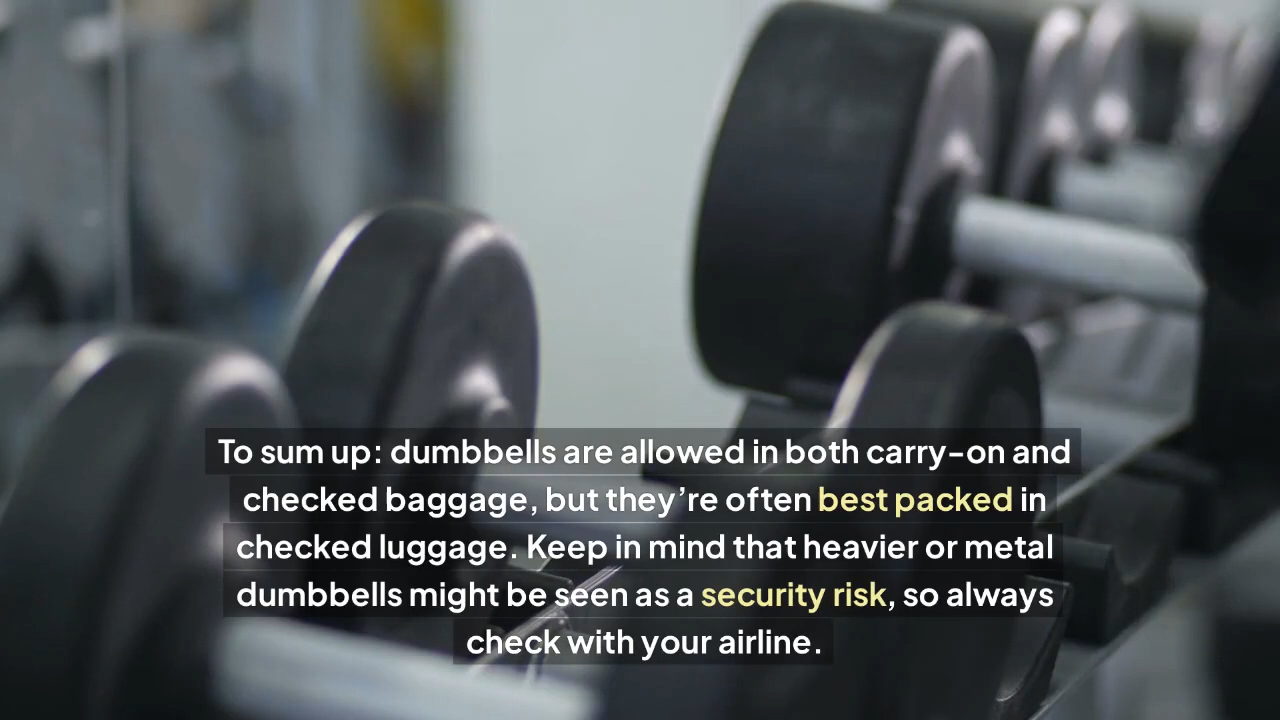 To sum up: dumbbells are allowed in both carry-on and
checked baggage, but they’re often best packed in
checked luggage. Keep in mind that heavier or metal
dumbbells might be seen as a security risk, so always
check with your airline.